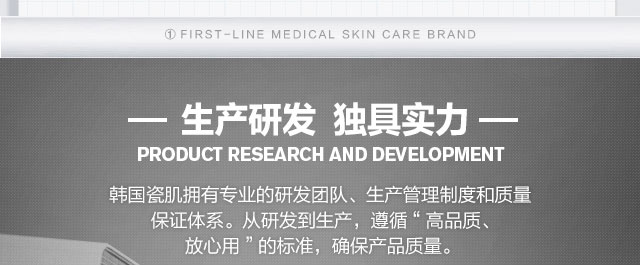 ① FIRST-LINE MEDICAL SKIN CARE BRAND
— 生产研发 独具实力 —
PRODUCT RESEARCH AND DEVELOPMENT
韩国瓷肌拥有专业的研发团队、生产管理制度和质量
保证体系。从研发到生产，遵循“高品质、
放心用”的标准，确保产品质量。